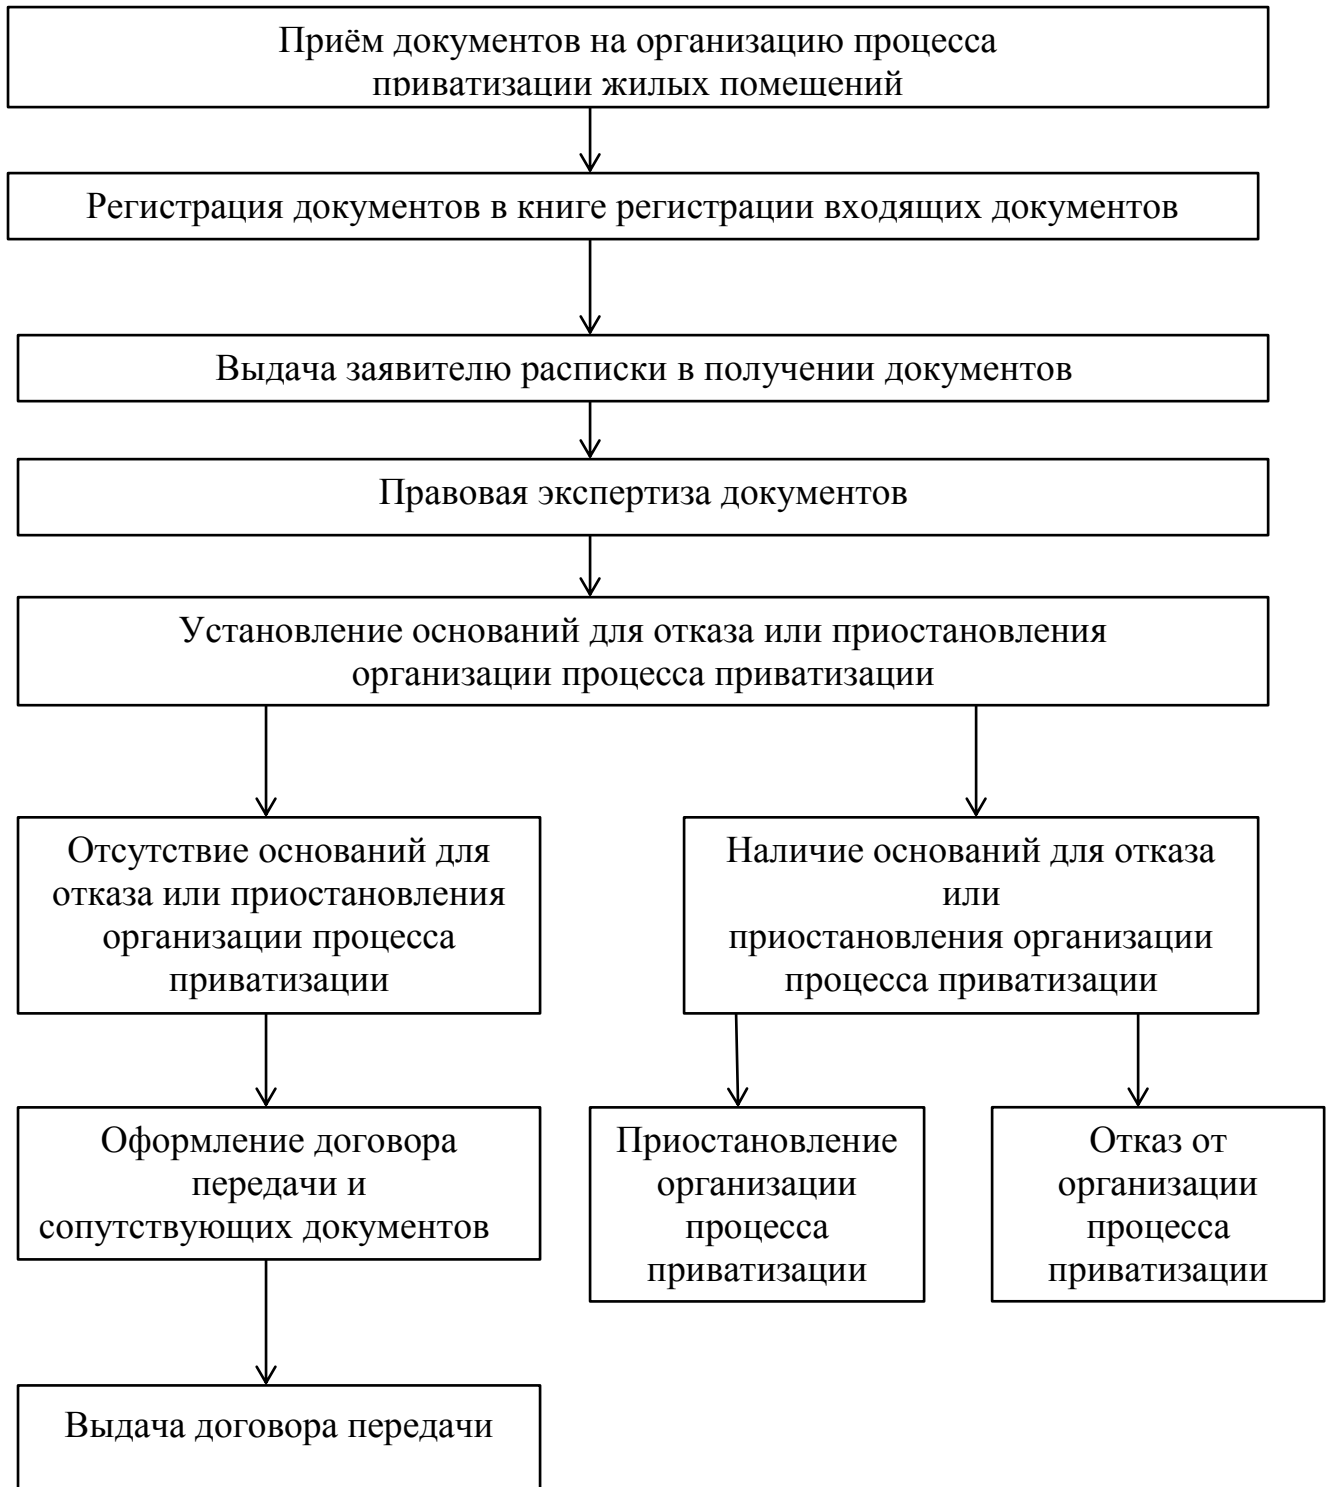 Приём документов на организацию процесса
приватизации жилых помещений
Регистрация документов в книге регистрации входящих документов
Выдача заявителю расписки в получении документов
Правовая экспертиза документов
Установление оснований для отказа или приостановления
организации процесса приватизации
Отсутствие оснований для
отказа или приостановления
организации процесса
приватизации
Наличие оснований для отказа
или
приостановления организации
процесса приватизации
Оформление договора
передачи и
сопутствующих документов
Приостановление
организации
процесса
приватизации
Отказ от
организации
процесса
приватизации
Выдача договора передачи